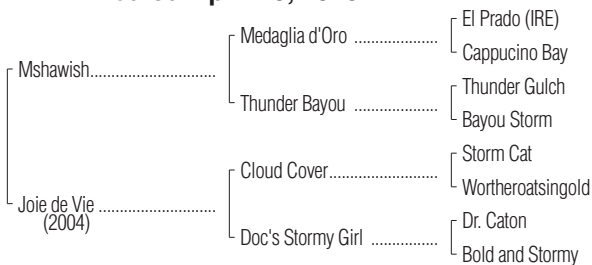 El Prado (IRE)
Medaglia d'Oro ....................
Cappucino Bay
Mshawish..............................
Thunder Gulch
Thunder Bayou ....................
Bayou Storm
Storm Cat
Cloud Cover..........................
Wortheroatsingold
Joie de Vie ............................
(2004)
Dr. Caton
Doc's Stormy Girl ................
Bold and Stormy